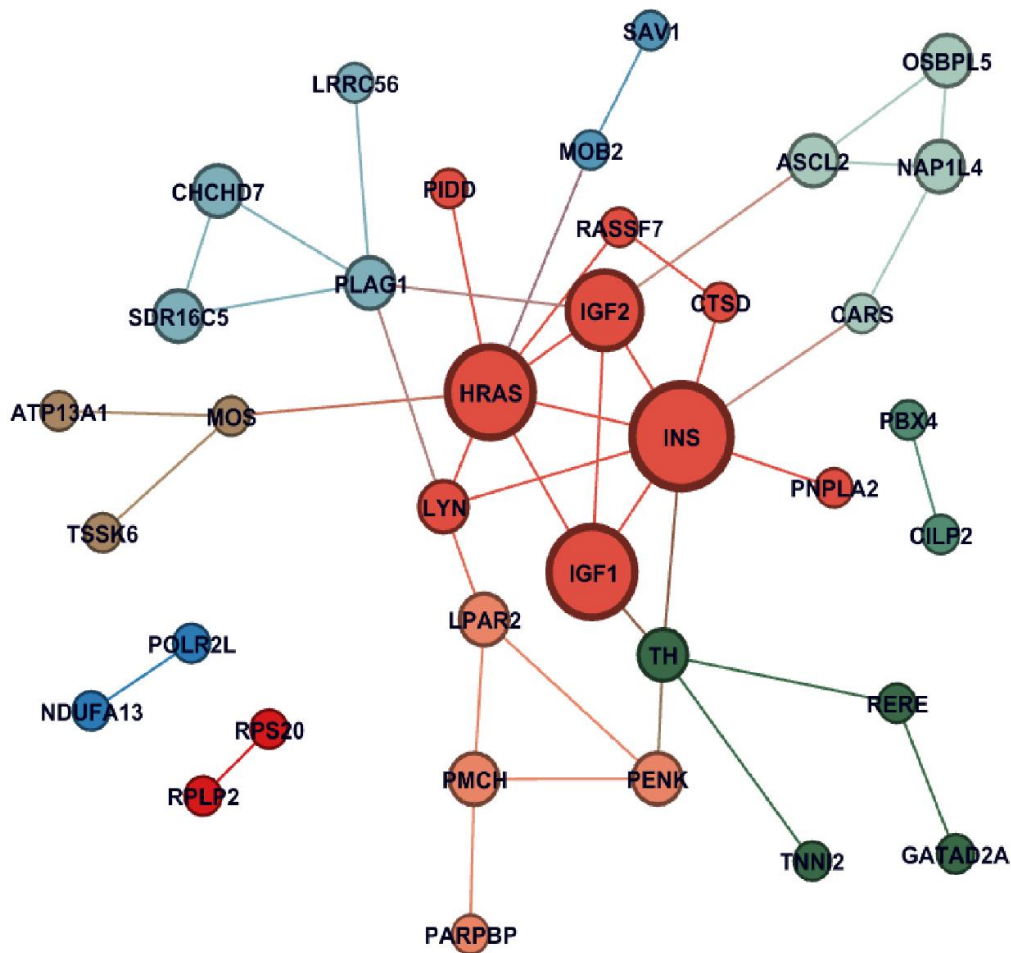 SAV1
OSBPL5
LRRC56
MOB2
ASCL2
NAP1L4
CHCHD7
PIDD
RASSF7
PLAG1
IGF2
CTSD
SDR16C5
CARS
HRAS
ATP13A1
MOS
INS
PBX4
PNPLA2
LYN
TSSK6
CILP2
IGF1
LPAR2
POLR2L
TH
NDUFA13
RERE
RPS20
PMCH
PENK
RPLP2
TNNI2
GATAD2A
PARPBP